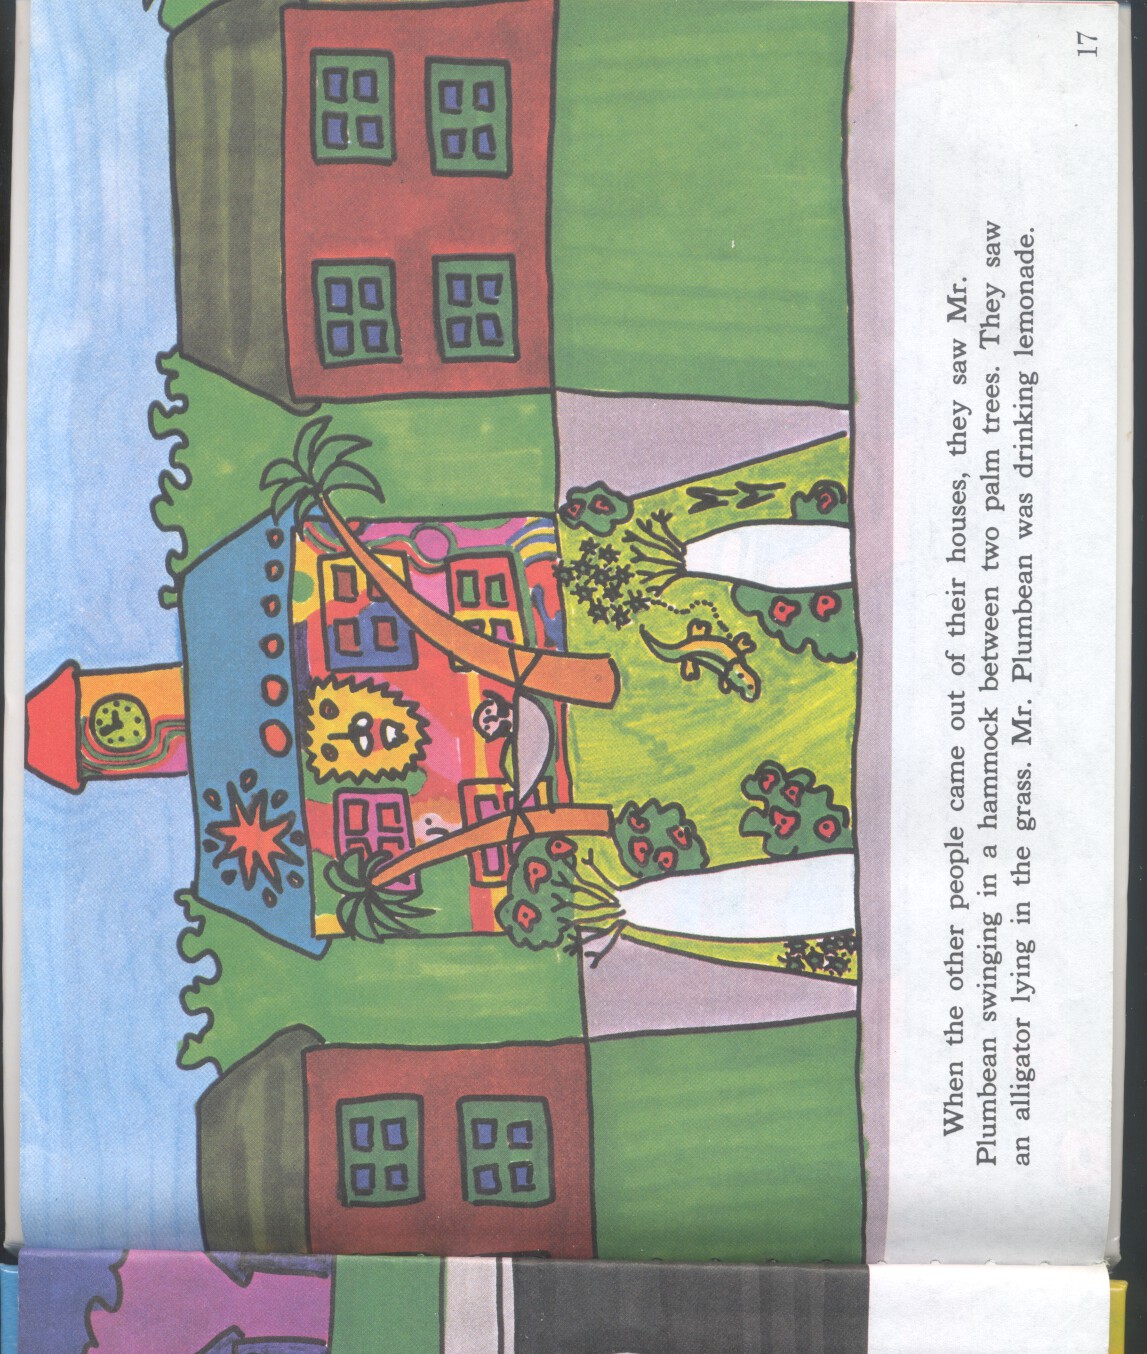 When the other people came out of their houses, they saw Mr.
Plumbean swinging in a hammock between two palm trees. They saw
an alligator lying in the grass. Mr. Plumbean was drinking lemonade.
17